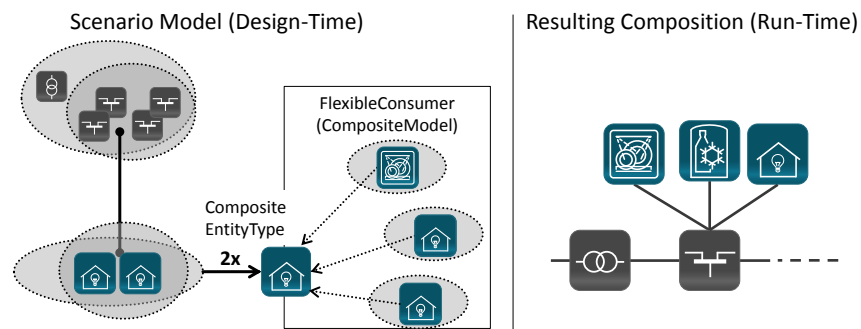 Scenario Model (Design-Time)
Resulting Composition (Run-Time)
FlexibleConsumer
(CompositeModel)
Composite
EntityType
2x